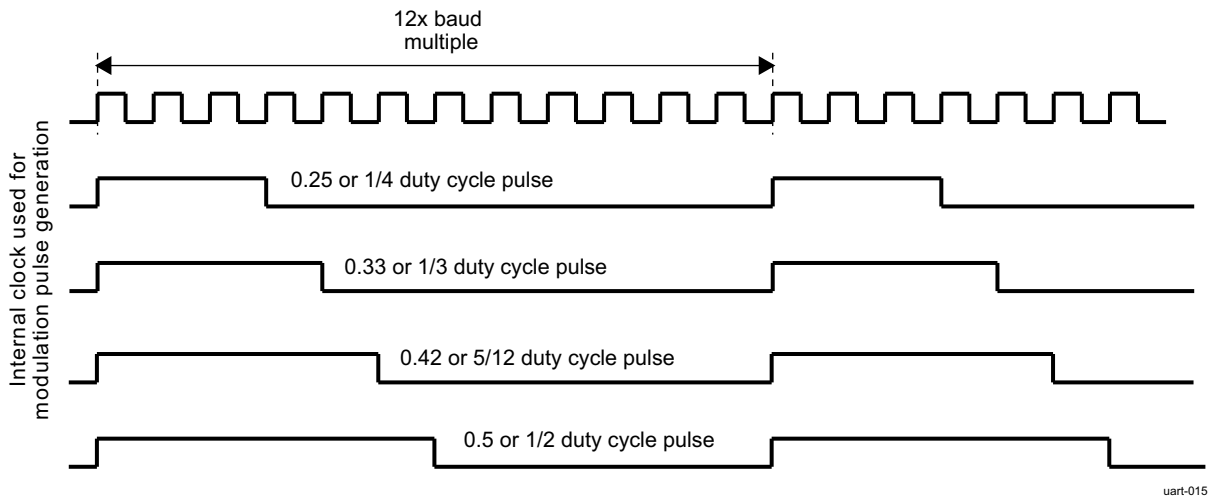 12x baud
multiple
Internal clock used for
modulation pulse generation
0.25 or 1/4 duty cycle pulse
0.33 or 1/3 duty cycle pulse
0.42 or 5/12 duty cycle pulse
0.5 or 1/2 duty cycle pulse
uart-015